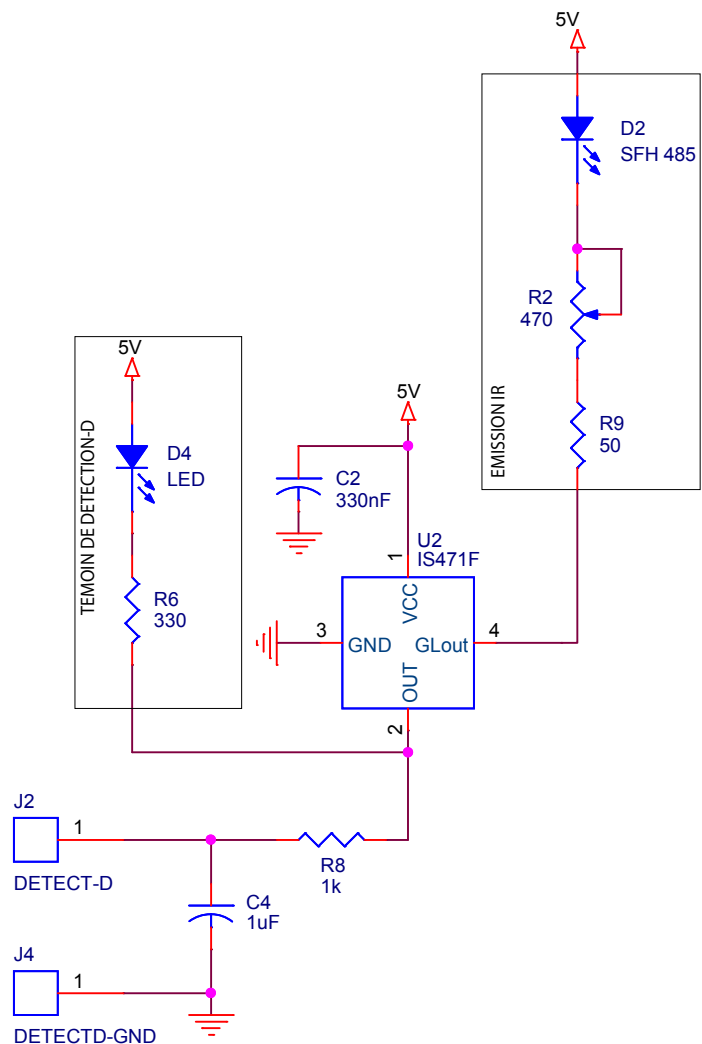 5V
D2
SFH 485
R2
470
R9
50
EMISSION IR
5V
D4
LED
R6
330
TEMOIN DE DETECTION-D
5V
C2
330nF
U2
IS471F
1
VCC
3
GND
GLout
4
OUT
2
J2
1
DETECT-D
R8
1k
C4
1uF
J4
1
DETECTD-GND